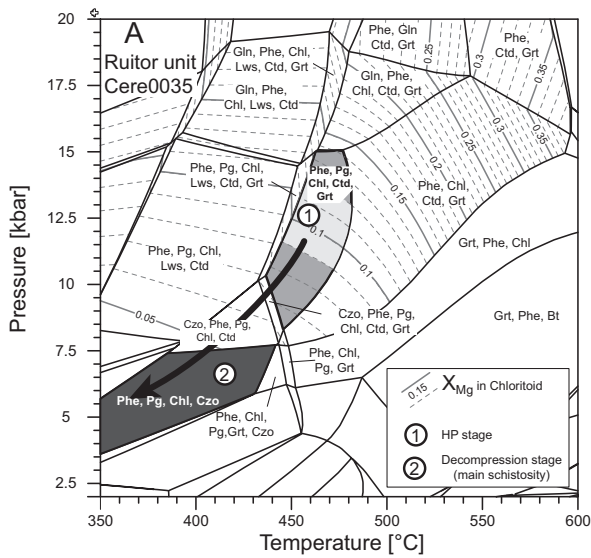 A
Ruitor unit
Cere0035
Gln, Phe, Chl,
Lws, Ctd, Grt
Gln, Phe,
Chl, Lws, Ctd
Phe, Gln
Ctd, Grt
0.25
0.3
Phe,
Ctd, Grt
0.35
Gln, Phe,
Chl, Ctd, Grt
0.35
0.3
0.25
0.2
0.15
Phe, Pg, Chl,
Lws, Ctd, Grt
Phe, Pg,
Chl, Ctd,
Grt
1
0.1
Phe, Ctd,
Chl, Grt
Phe, Pg, Chl,
Lws, Ctd
0.1
Grt, Phe, Chl
0.05
Czo, Phe, Pg,
Chl, Ctd
Czo, Phe, Pg,
Chl, Ctd, Grt
Grt, Phe, Bt
2
Phe, Pg, Chl, Czo
Phe, Chl,
Pg, Grt
Phe, Chl,
Pg,Grt, Czo
0.15
XMg in Chloritoid
1 HP stage
2 Decompression stage
(main schistosity)
20
17.5
15
12.5
10
7.5
5
2.5
Pressure [kbar]
350 400 450 500 550 600
Temperature [°C]